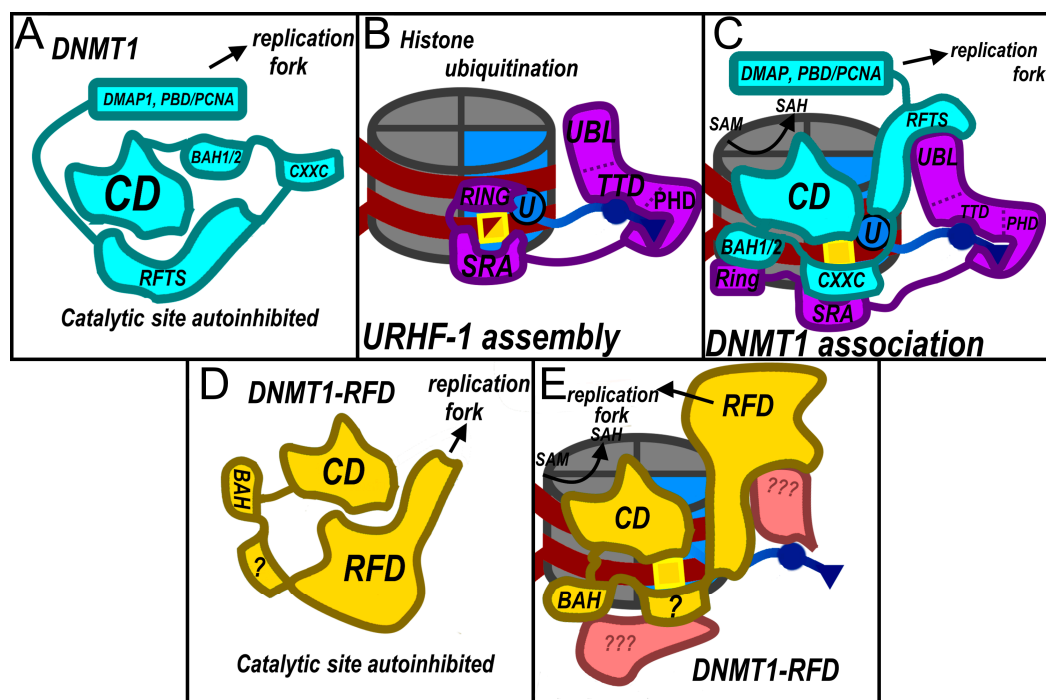 A
DNMT1
replication
fork
DMAP1, PBD/PCNA
CD
BAH1/2
CXXC
RFTS
Catalytic site autoinhibited
B
Histone
ubiquitination
UBL
TTD
PHD
RING
U
SRA
URHF-1 assembly
C
DMAP, PBD/PCNA
replication
fork
SAH
SAM
RFTS
UBL
CD
TTD
PHD
U
BAH1/2
CXXC
Ring
SRA
DNMT1 association
D
DNMT1-RFD
replication
fork
CD
BAH
?
RFD
Catalytic site autoinhibited
E
replication
fork
RFD
SAH
SAM
???
CD
BAH
?
???
DNMT1-RFD